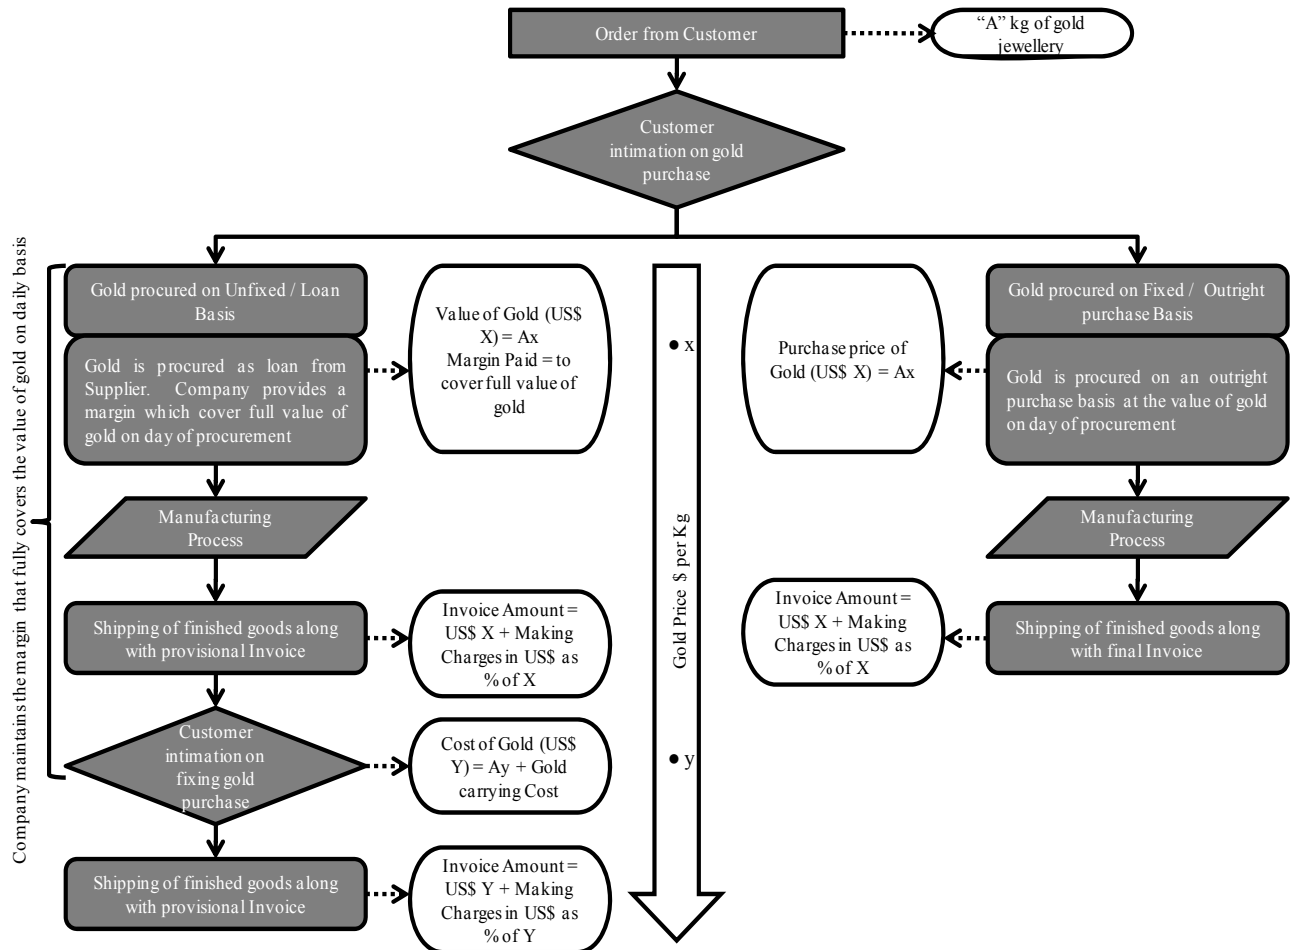 Order from Customer
“A” kg of gold
jewellery
Customer
intimation on gold
purchase
Company maintains the margin that fully covers the value of gold on daily basis
Gold procured on Unfixed / Loan
Basis
Gold is procured as loan from
Supplier. Company provides a
margin which cover full value of
gold on day of procurement
Value of Gold (US$
X) = Ax
Margin Paid = to
cover full value of
gold
Gold Price $ per Kg
x
y
Purchase price of
Gold (US$ X) = Ax
Gold procured on Fixed / Outright
purchase Basis
Gold is procured on an outright
purchase basis at the value of gold
on day of procurement
Manufacturing
Process
Manufacturing
Process
Shipping of finished goods along
with provisional Invoice
Invoice Amount =
US$ X + Making
Charges in US$ as
% of X
Invoice Amount =
US$ X + Making
Charges in US$ as
% of X
Shipping of finished goods along
with final Invoice
Customer
intimation on
fixing gold
purchase
Cost of Gold (US$
Y) = Ay + Gold
carrying Cost
Shipping of finished goods along
with provisional Invoice
Invoice Amount =
US$ Y + Making
Charges in US$ as
% of Y